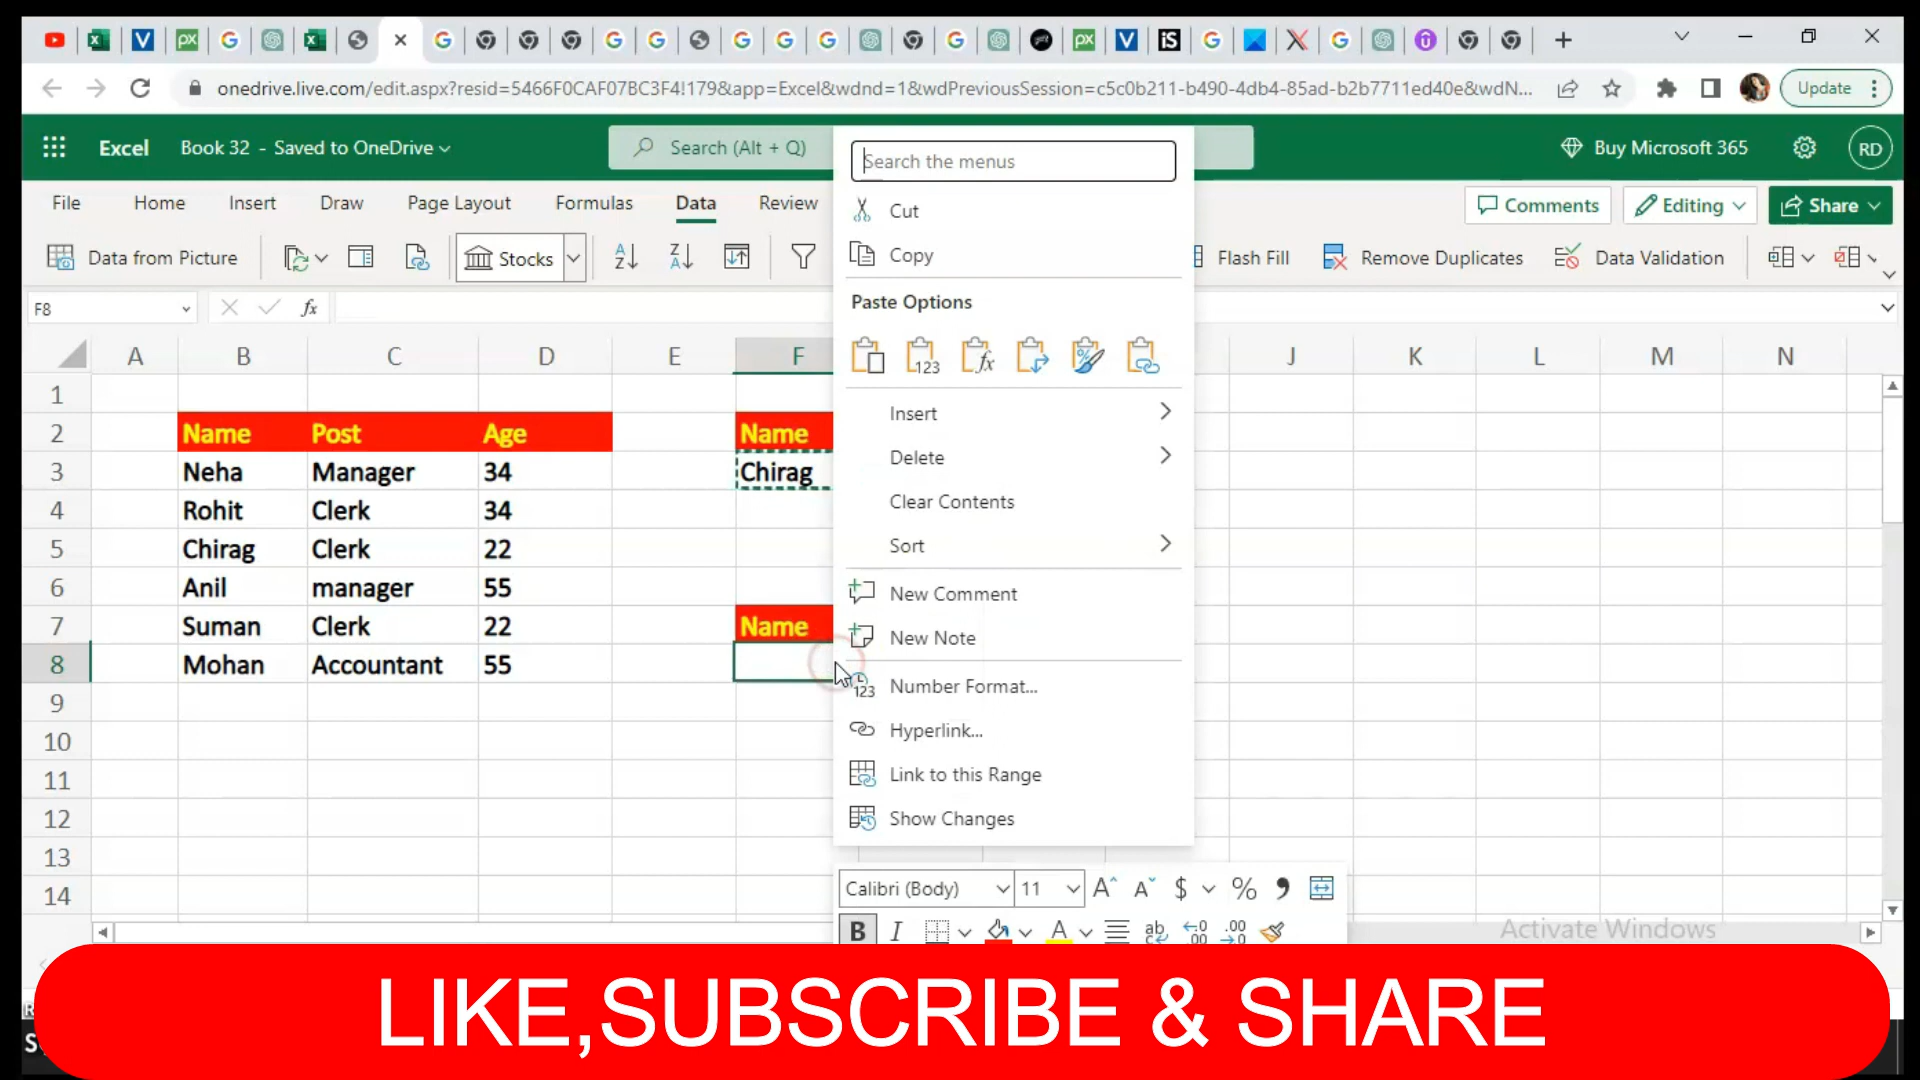 onedrive.live.com/edit.aspx?resid=5466F0CAF07BC3F4!179&app=Excel&wdnd=1&wdPreviousSession=c5c0b211-b490-4db4-85ad-b2b7711ed40e&wdN...
Update
Excel Book 32 - Saved to OneDrive
Search (Alt + Q)
Buy Microsoft 365
RD
File Home Insert Draw Page Layout Formulas Data Review
Comments Editing Share
Data from Picture Stocks Flash Fill Remove Duplicates Data Validation
F8
fx
A B C D E F J K L M N
1
2 Name Post Age Name
3 Neha Manager 34 Chirag
4 Rohit Clerk 34
5 Chirag Clerk 22
6 Anil manager 55
7 Suman Clerk 22 Name
8 Mohan Accountant 55
9
10
11
12
13
14
Search the menus
Cut
Copy
Paste Options
Insert
Delete
Clear Contents
Sort
New Comment
New Note
Number Format...
Hyperlink...
Link to this Range
Show Changes
Calibri (Body) 11
Activate Windows
LIKE,SUBSCRIBE & SHARE